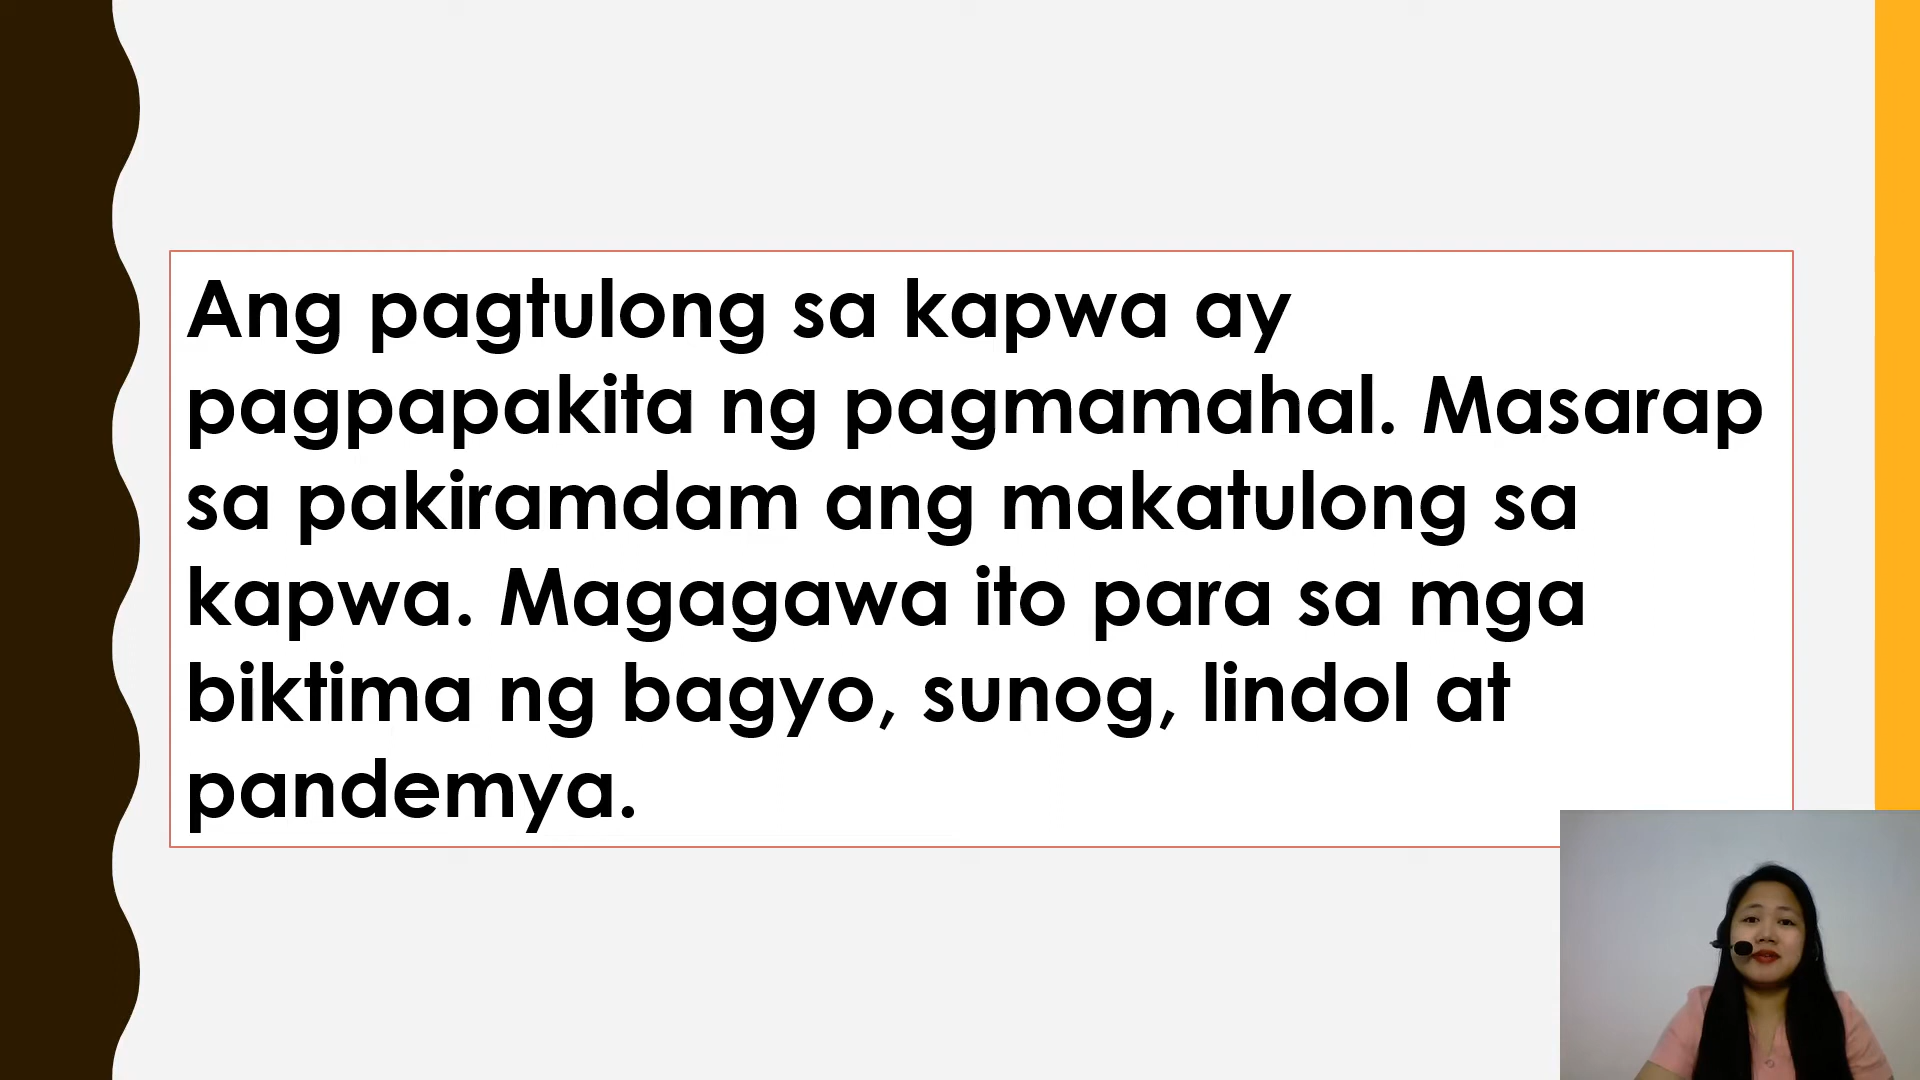 Ang pagtulong sa kapwa ay
pagpapakita ng pagmamahal. Masarap
sa pakiramdam ang makatulong sa
kapwa. Magagawa ito para sa mga
biktima ng bagyo, sunog, lindol at
pandemya.